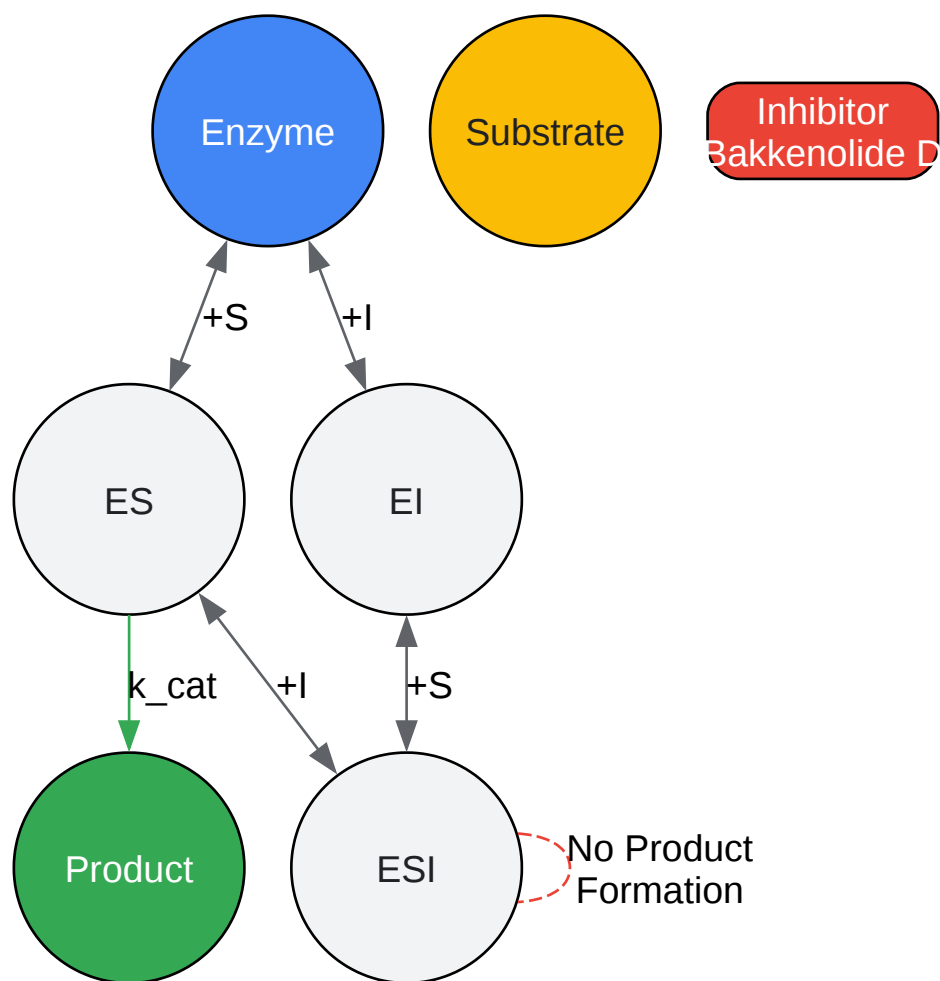 Enzyme
Substrate
Inhibitor
Bakkenolide D
+S
+I
ES
EI
k_cat
+I
+S
Product
ESI
No Product
Formation